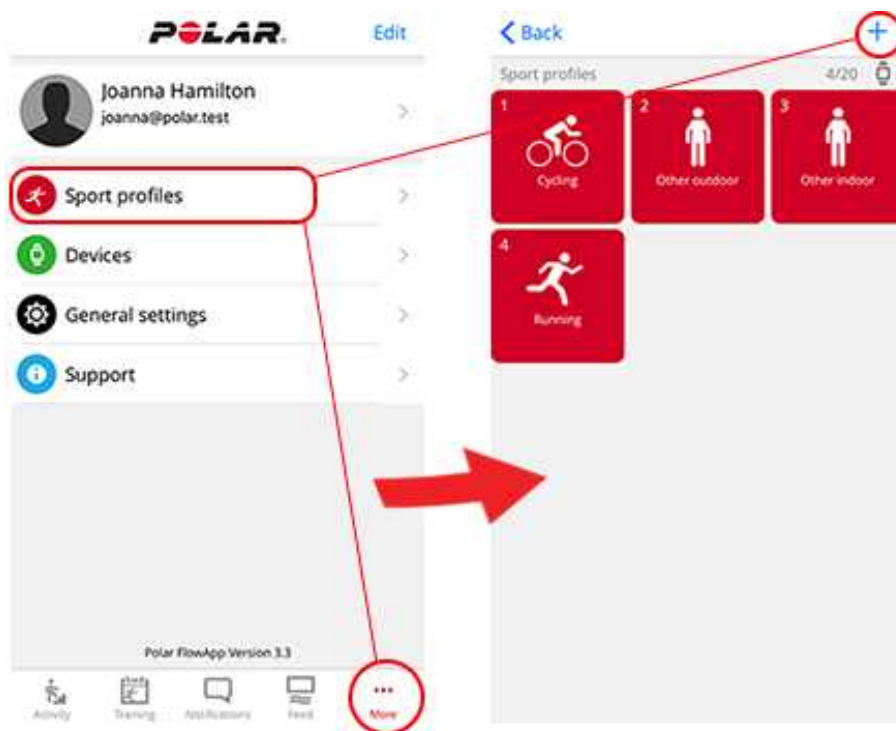 POLAR.
Edit
Joanna Hamilton
joanna@polar.test
Sport profiles
Devices
General settings
Support
Polar FlowApp Version 3.3
Activity
Training
Notifications
Feed
More
Back
+
Sport profiles
4/20
1
Cycling
2
Other outdoor
3
Other indoor
4
Running